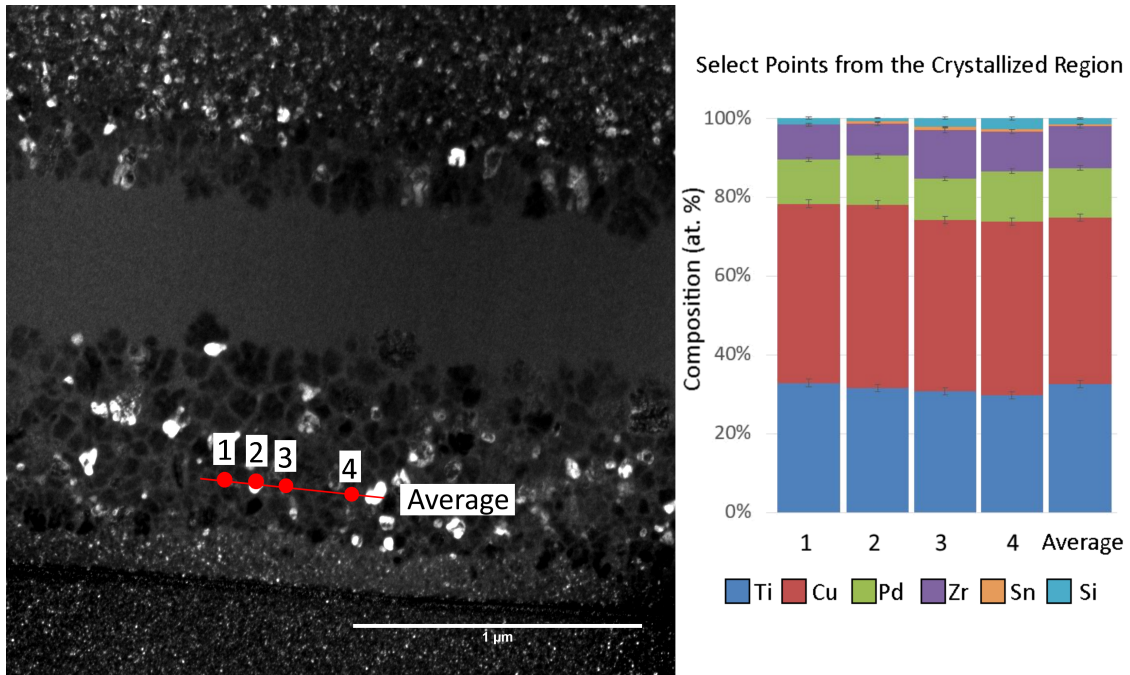 1
2
3
4
Average
1 µm
Select Points from the Crystallized Region
Composition (at. %)
100%
80%
60%
40%
20%
0%
1 2 3 4 Average
Ti Cu Pd Zr Sn Si